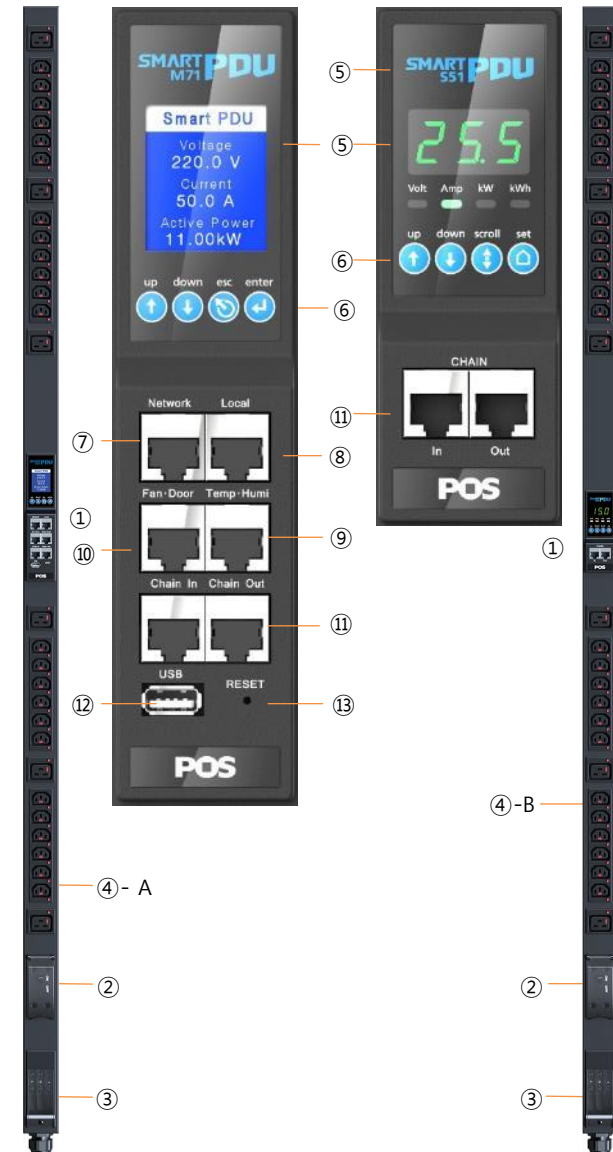 SMART PDU
M71
Smart PDU
Voltage
220.0 V
Current
50.0 A
Active Power
11.00kW
up down esc enter
Network Local
Fan·Door Temp·Humi
Chain In Chain Out
USB
RESET
POS
SMART PDU
S51
25.5
Volt Amp kW kWh
up down scroll set
CHAIN
In Out
POS
⑤
⑤
⑥
⑥
⑪
⑦
⑧
①
⑩
⑨
①
⑪
⑫
⑬
④-B
④- A
②
②
③
③
POS
150
POS